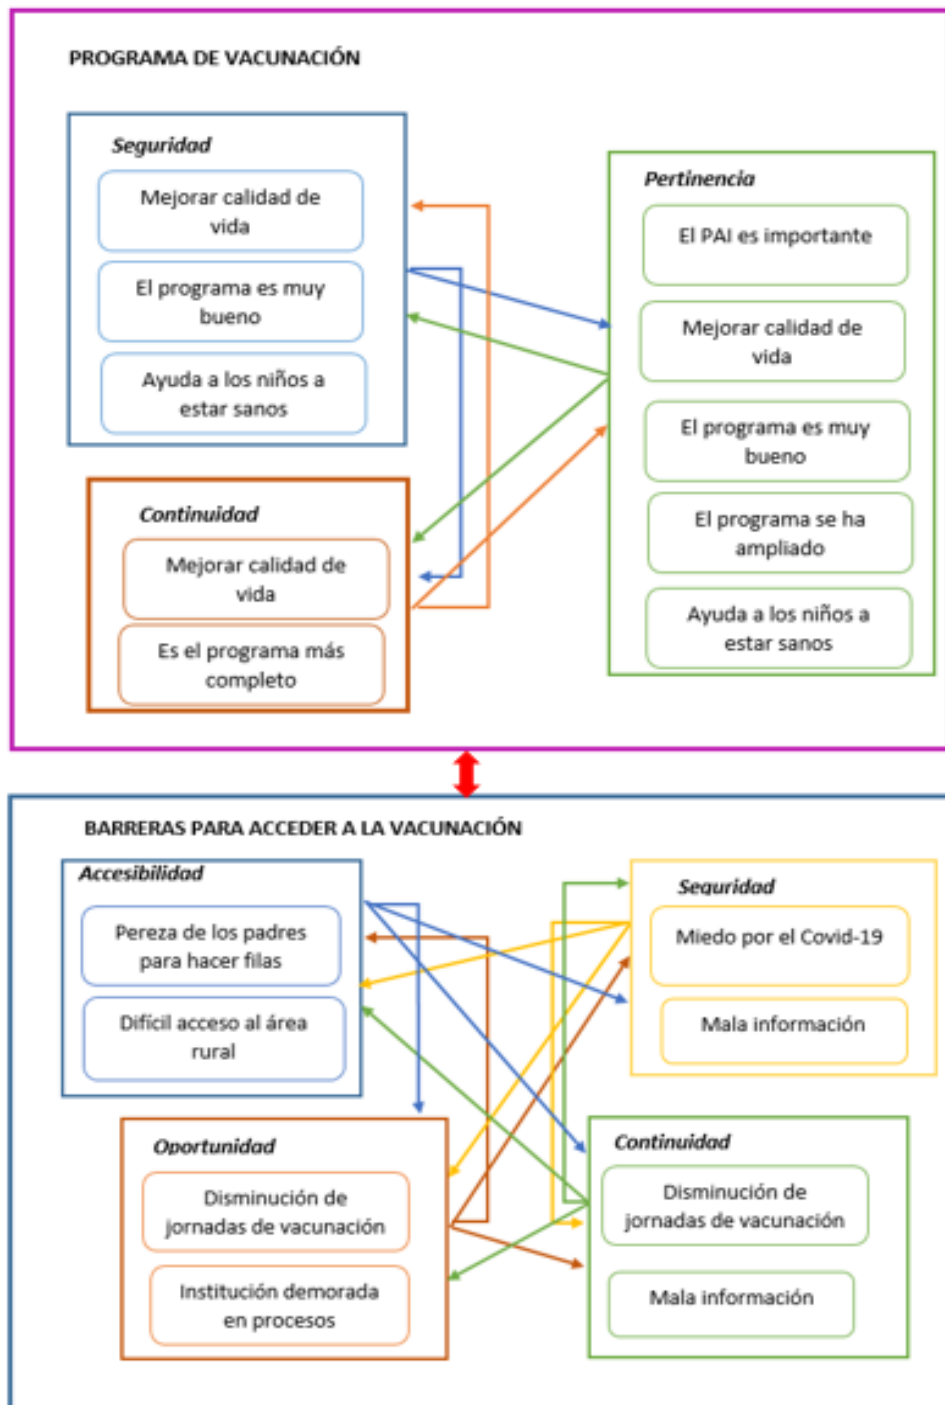 PROGRAMA DE VACUNACIÓN
Seguridad
Mejorar calidad de
vida
El programa es muy
bueno
Ayuda a los niños a
estar sanos
Continuidad
Mejorar calidad de
vida
Es el programa más
completo
Pertinencia
El PAI es importante
Mejorar calidad de
vida
El programa es muy
bueno
El programa se ha
ampliado
Ayuda a los niños a
estar sanos
BARRERAS PARA ACCEDER A LA VACUNACIÓN
Accesibilidad
Pereza de los padres
para hacer filas
Difícil acceso al área
rural
Seguridad
Miedo por el Covid-19
Mala información
Oportunidad
Disminución de
jornadas de vacunación
Institución demorada
en procesos
Continuidad
Disminución de
jornadas de vacunación
Mala información